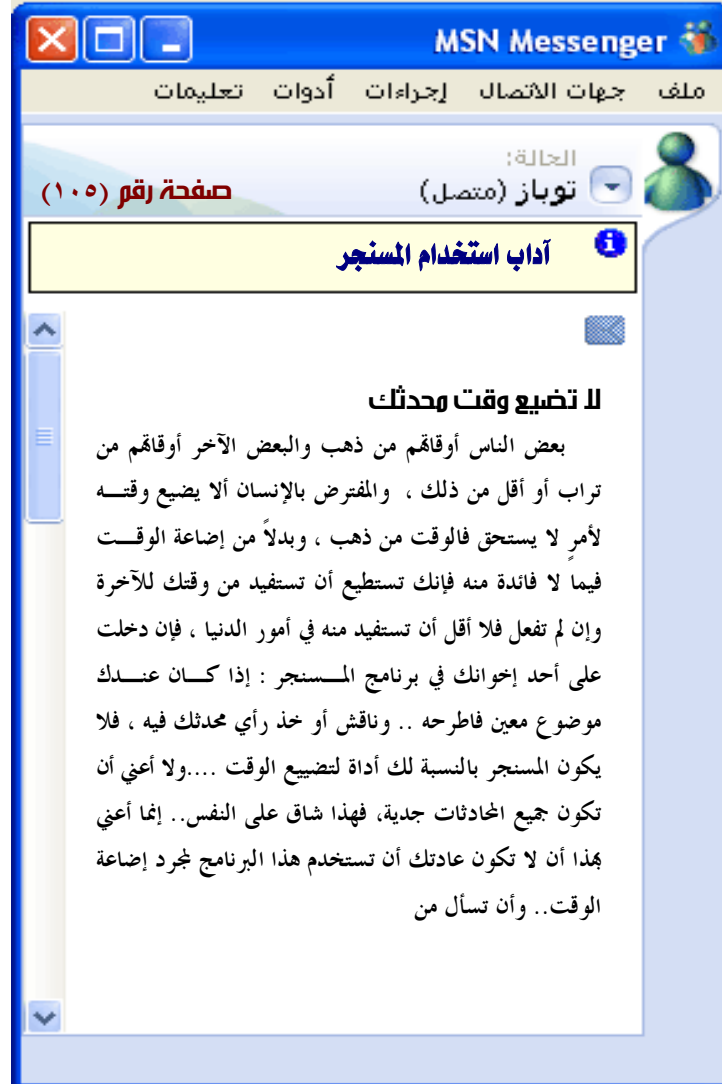 MSN Messenger
ملف جهات الاتصال إجراءات أدوات تعليمات
الحالة:
توباز (متصل)
صفحة رقم (١٠٥)
آداب استخدام المسنجر
لا تضيع وقت محدثك
بعض الناس أوقاتهم من ذهب والبعض الآخر أوقاتهم من
تراب أو أقل من ذلك ، والمفترض بالإنسان ألا يضيع وقتـــه
لأمرٍ لا يستحق فالوقت من ذهب ، وبدلاً من إضاعة الوقـــت
فيما لا فائدة منه فإنك تستطيع أن تستفيد من وقتك للآخرة
وإن لم تفعل فلا أقل أن تستفيد منه في أمور الدنيا ، فإن دخلت
على أحد إخوانك في برنامج المـــسنجر : إذا كـــان عنـــدك
موضوع معين فاطرحه .. وناقش أو خذ رأي محدثك فيه ، فلا
يكون المسنجر بالنسبة لك أداة لتضييع الوقت ....ولا أعني أن
تكون جميع المحادثات جدية، فهذا شاق على النفس.. إنما أعني
بهذا أن لا تكون عادتك أن تستخدم هذا البرنامج لمجرد إضاعة
الوقت.. وأن تسأل من